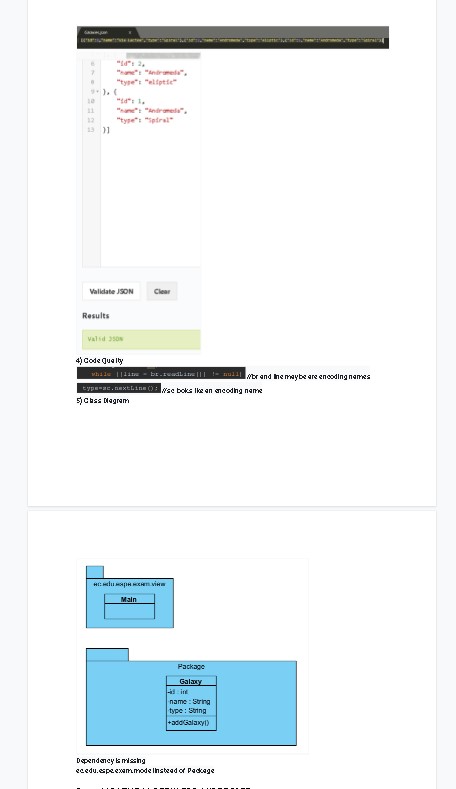 Galaxies.json x
6 "id": 2,
7 "name": "Andromeda",
8 "type": "eliptic"
9 }, {
10 "id": 1,
11 "name": "Andromeda",
12 "type": "Spiral"
13 }]
Validate JSON Clear
Results
Valid JSON
4) Code Quality
while ((line = br.readLine()) != null) //br and line maybe are encoding names
type=sc.nextLine(); //sc looks like an encoding name
5) Class Diagram
ec.edu.espe.exam.view
Main
Package
Galaxy
-id : int
-name : String
-type : String
+addGalaxy()
Dependency is missing
ec.edu.espe.exam.model instead of Package